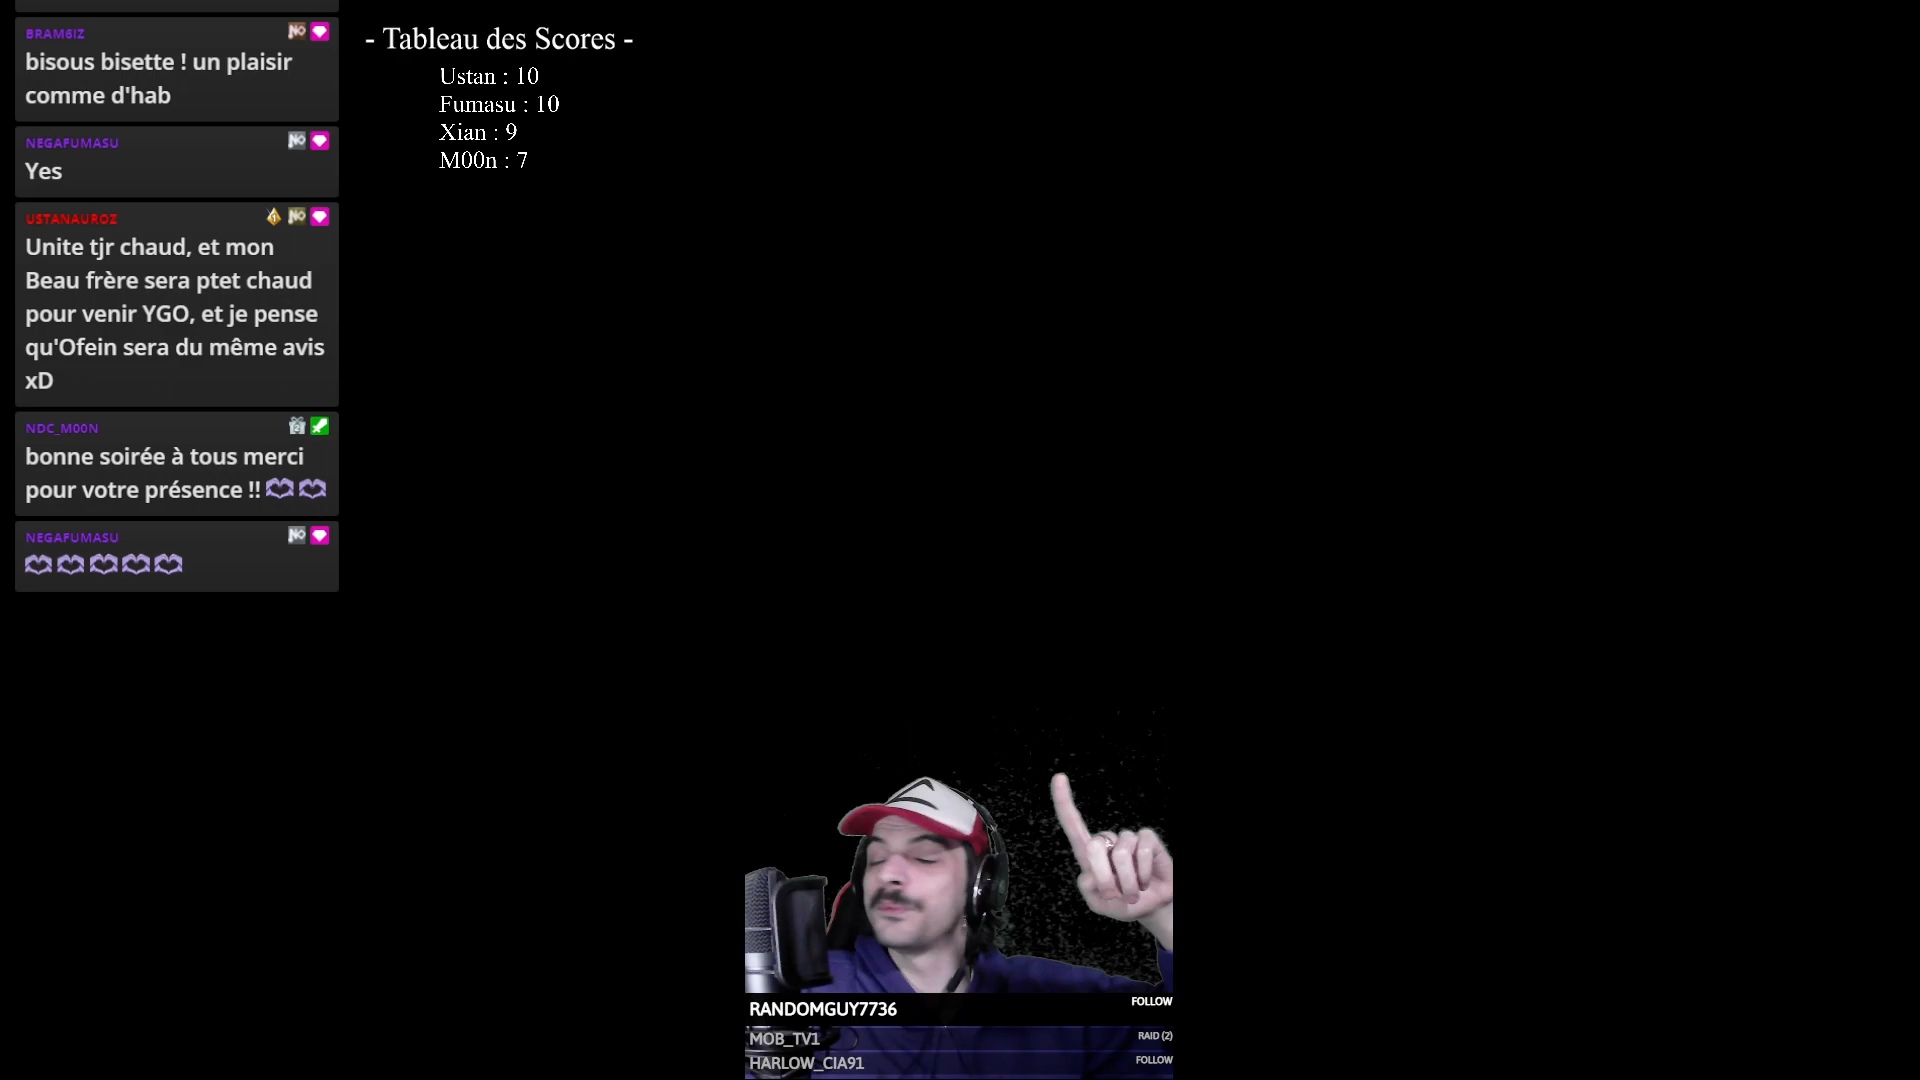 BRAM6IZ
bisous bisette ! un plaisir
comme d'hab
NEGAFUMASU
Yes
USTANAUROZ
Unite tjr chaud, et mon
Beau frère sera ptet chaud
pour venir YGO, et je pense
qu'Ofein sera du même avis
xD
NDC_M00N
bonne soirée à tous merci
pour votre présence !!
NEGAFUMASU
- Tableau des Scores -
Ustan : 10
Fumasu : 10
Xian : 9
M00n : 7
RANDOMGUY7736 FOLLOW
MOB_TV1 RAID (2)
HARLOW_CIA91 FOLLOW